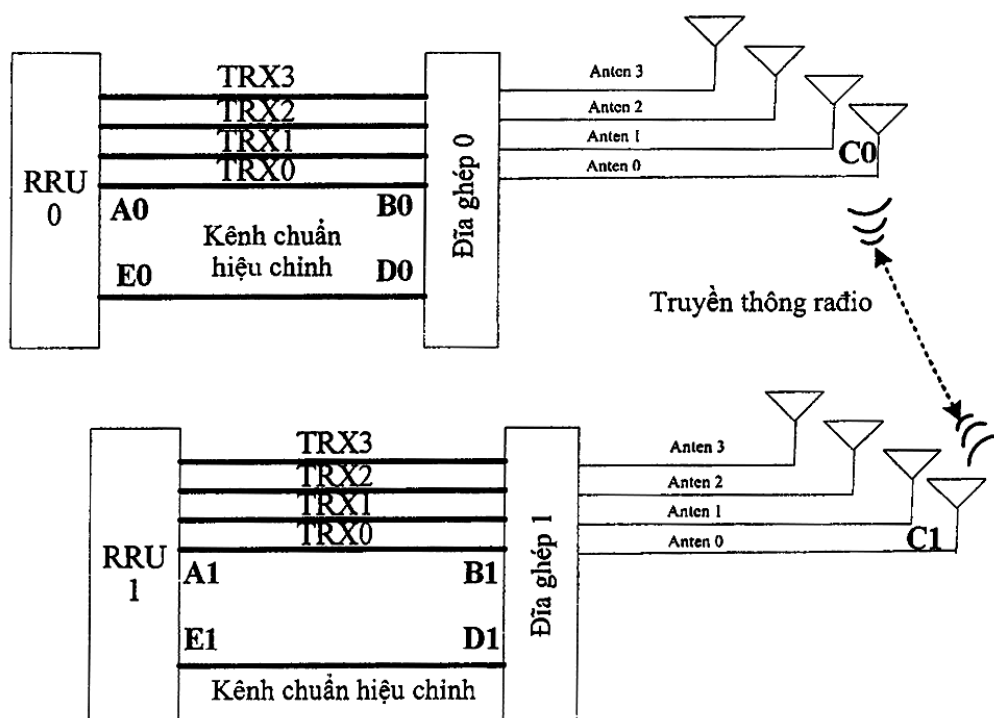 TRX3
TRX2
TRX1
TRX0
RRU
0
A0
B0
Kênh chuẩn
hiệu chỉnh
E0
D0
Đĩa ghép 0
Anten 3
Anten 2
Anten 1
Anten 0
C0
Truyền thông rađio
TRX3
TRX2
TRX1
TRX0
RRU
1
A1
B1
E1
D1
Kênh chuẩn hiệu chỉnh
Đĩa ghép 1
Anten 3
Anten 2
Anten 1
Anten 0
C1